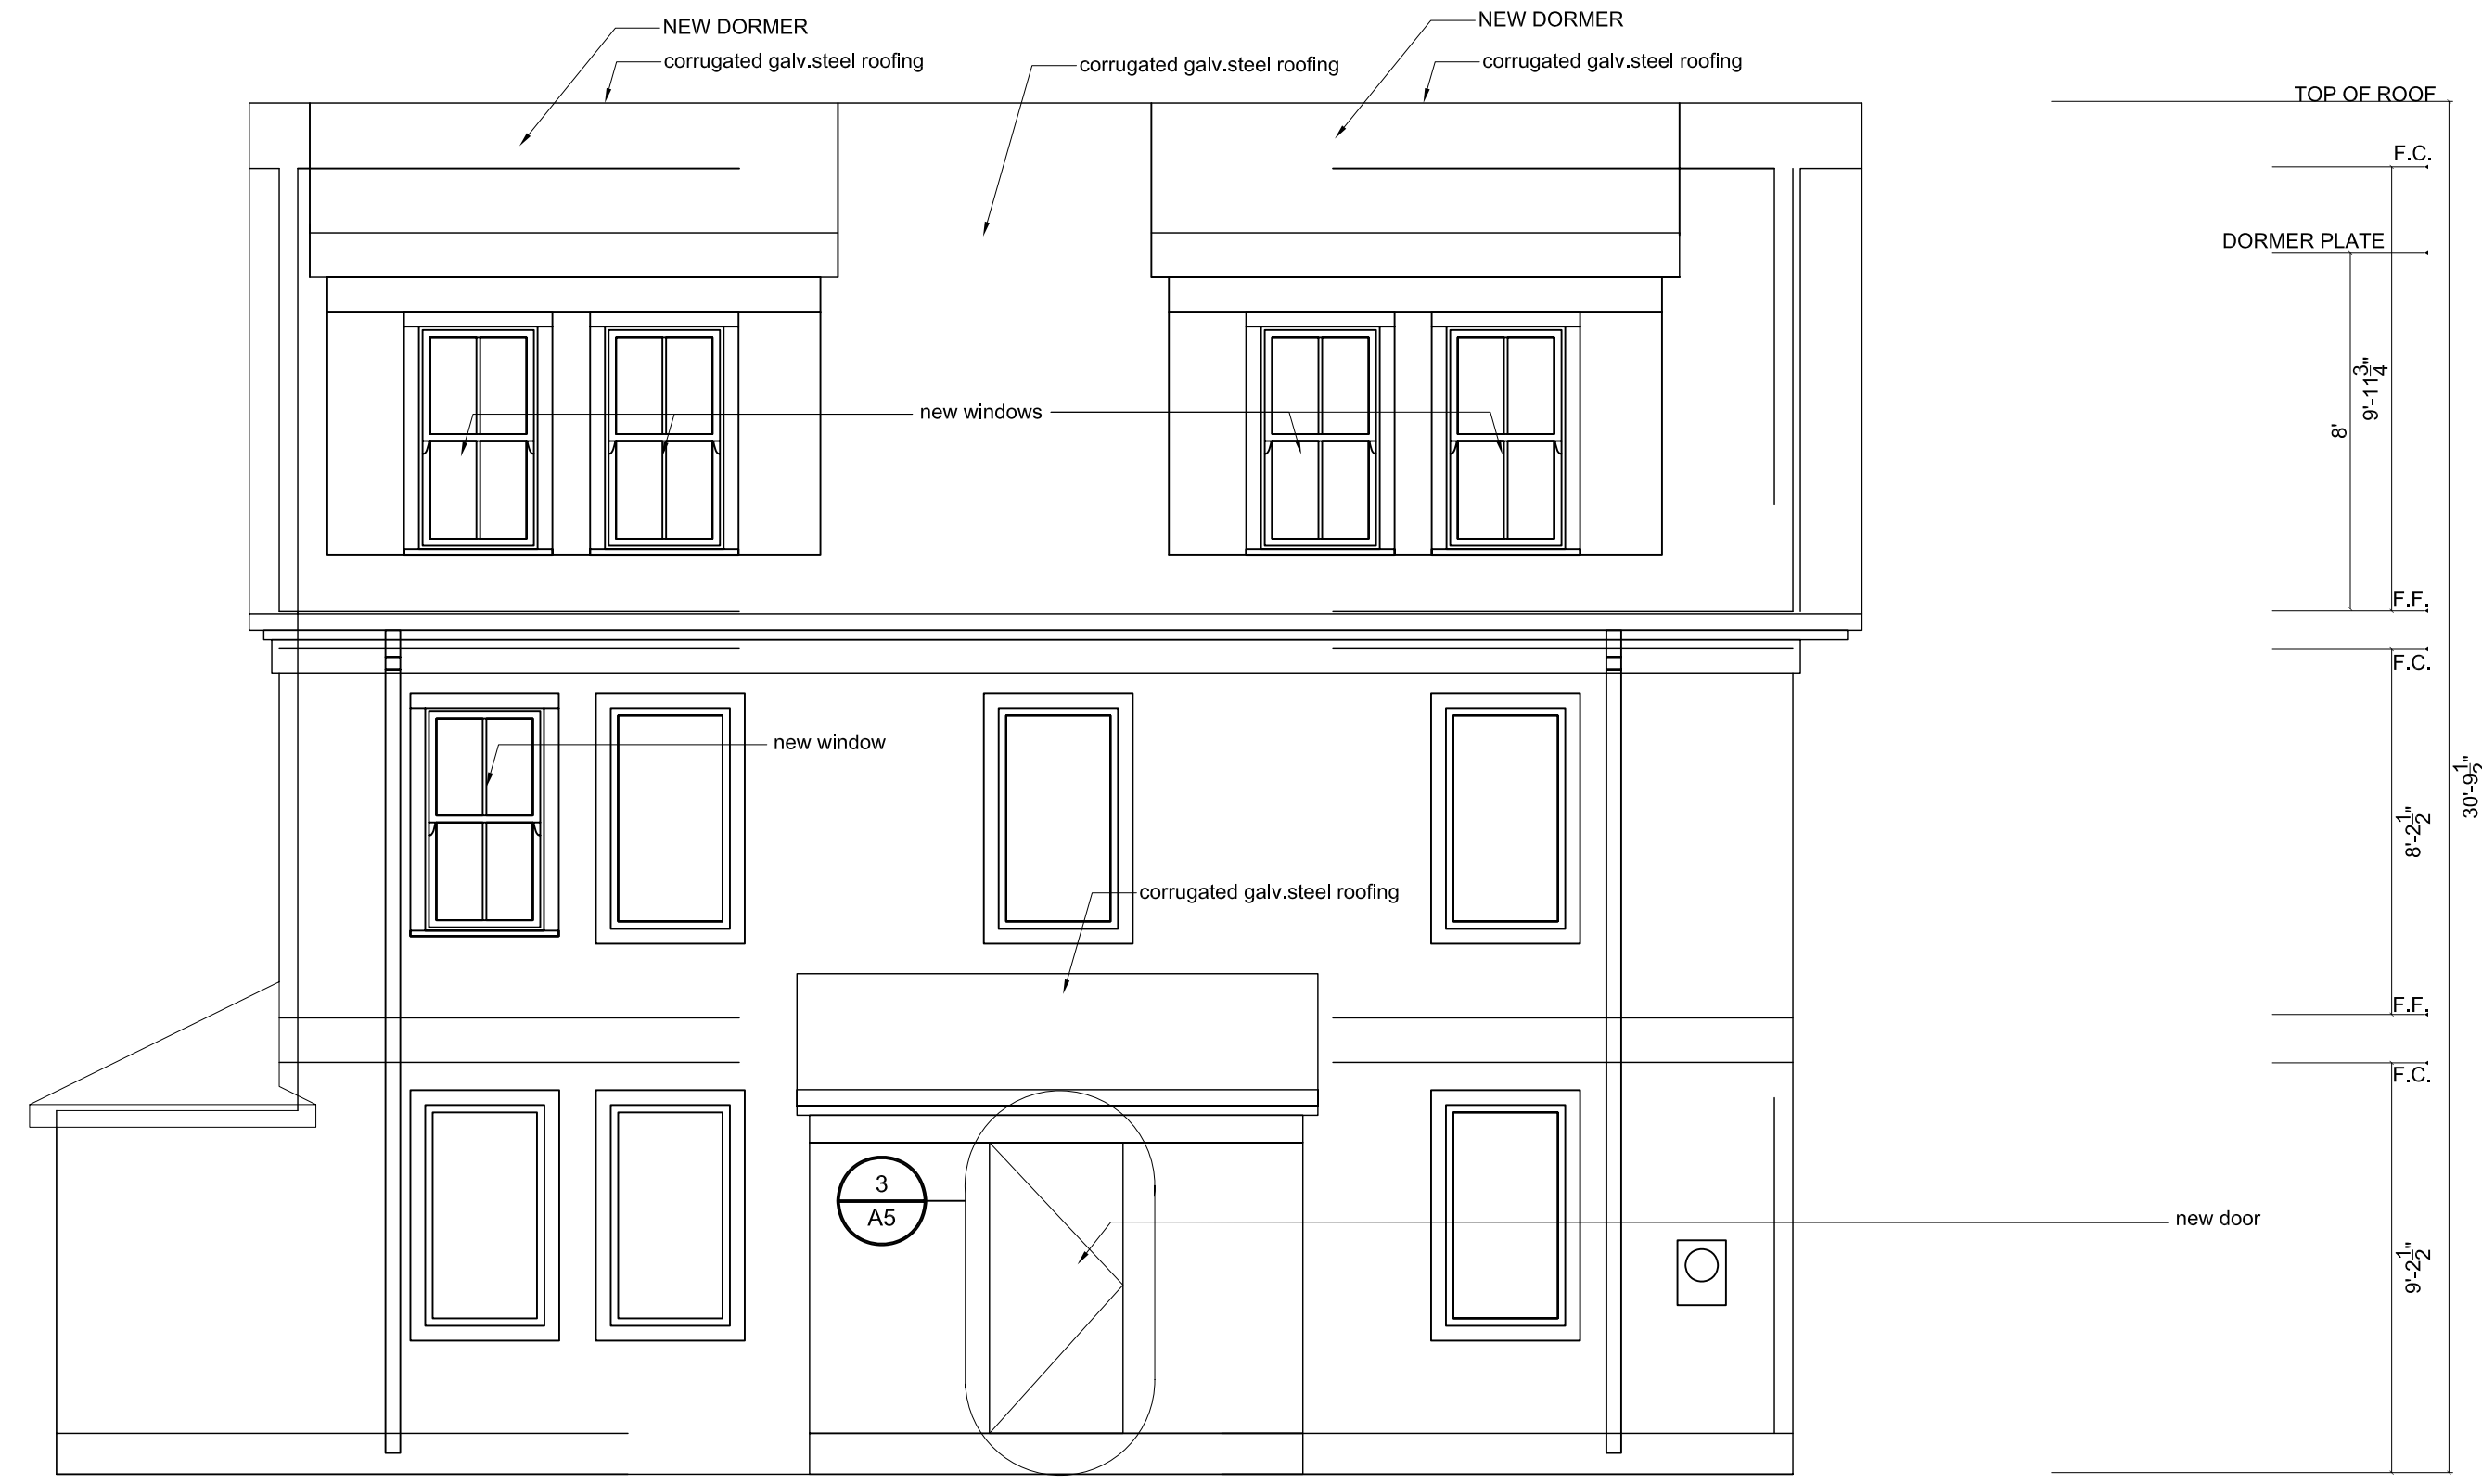 NEW DORMER
corrugated galv.steel roofing
corrugated galv.steel roofing
NEW DORMER
corrugated galv.steel roofing
TOP OF ROOF
F.C.
DORMER PLATE
8'
9'-11 3/4"
new windows
F.F.
F.C.
new window
30'-9 1/2"
8'-2 1/2"
corrugated galv.steel roofing
F.F.
F.C.
3
A5
new door
9'-2 1/2"